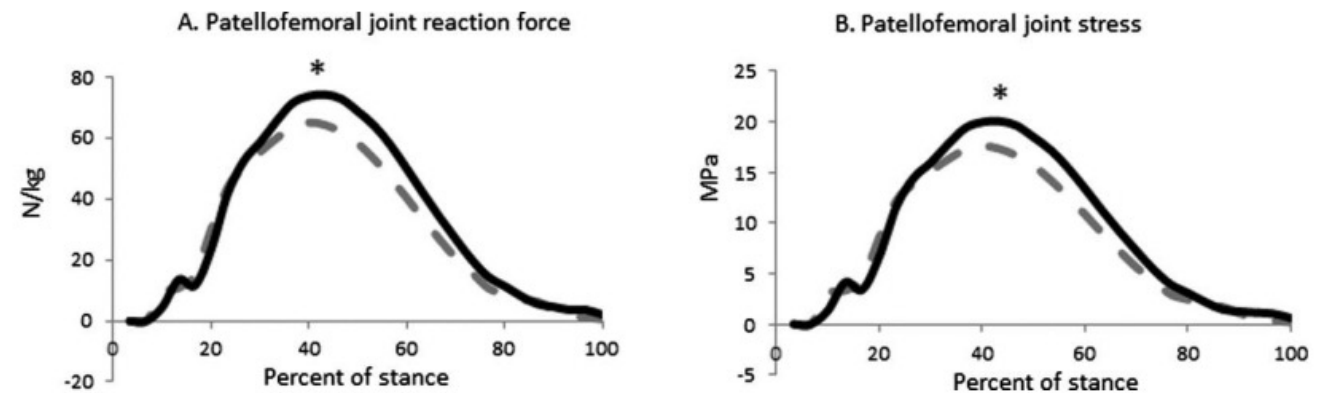 A. Patellofemoral joint reaction force
*
80
60
40
20
0
-20
N/kg
0 20 40 60 80 100
Percent of stance
B. Patellofemoral joint stress
*
25
20
15
10
5
0
-5
MPa
0 20 40 60 80 100
Percent of stance